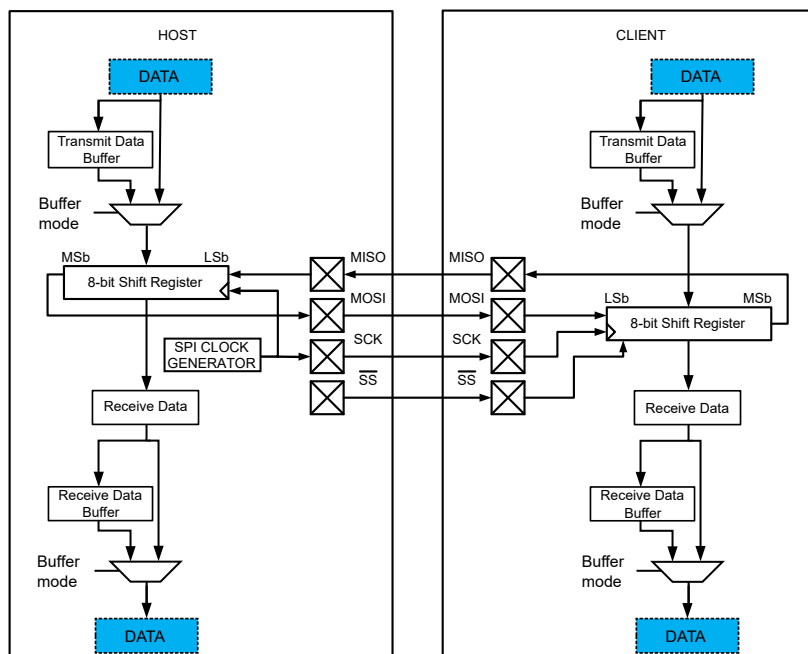 HOST
DATA
Transmit Data
Buffer
Buffer
mode
MSb
LSb
8-bit Shift Register
SPI CLOCK
GENERATOR
Receive Data
Receive Data
Buffer
Buffer
mode
DATA
MISO
MOSI
SCK
SS
MISO
MOSI
SCK
SS
CLIENT
DATA
Transmit Data
Buffer
Buffer
mode
LSb
MSb
8-bit Shift Register
Receive Data
Receive Data
Buffer
Buffer
mode
DATA